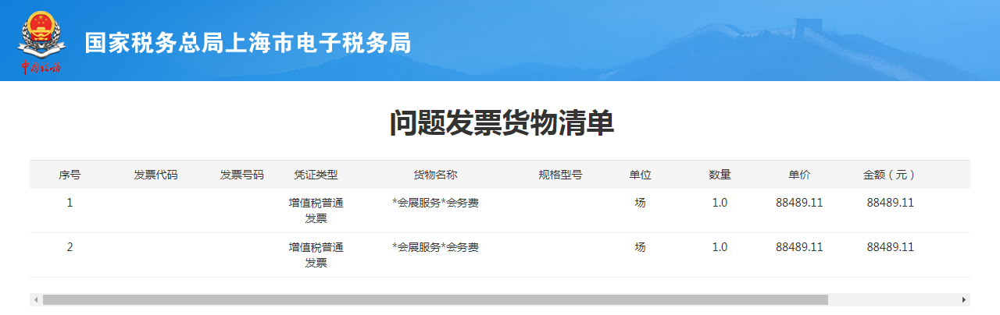 国家税务总局上海市电子税务局
中国税务
问题发票货物清单
序号 发票代码 发票号码 凭证类型 货物名称 规格型号 单位 数量 单价 金额（元）
1 增值税普通 *会展服务*会务费 场 1.0 88489.11 88489.11
发票
2 增值税普通 *会展服务*会务费 场 1.0 88489.11 88489.11
发票